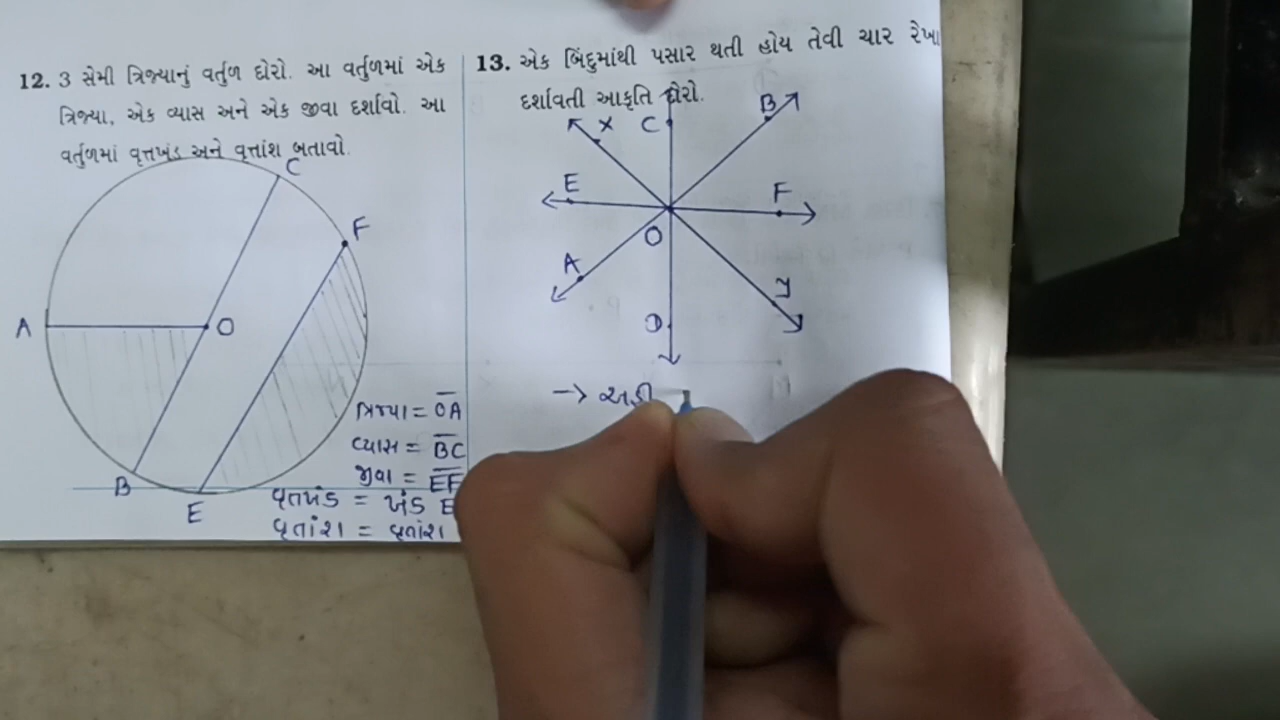 12. 3 સેમી ત્રિજ્યાનું વર્તુળ દોરો. આ વર્તુળમાં એક
ત્રિજ્યા, એક વ્યાસ અને એક જીવા દર્શાવો. આ
વર્તુળમાં વૃત્તખંડ અને વૃત્તાંશ બતાવો.
C
F
A
O
B
E
ત્રિજ્યા = OA
વ્યાસ = BC
જીવા = EF
વૃતખંડ = ખંડ E
વૃતાંશ = વૃતાંશ
13. એક બિંદુમાંથી પસાર થતી હોય તેવી ચાર રેખા
દર્શાવતી આકૃતિ દોરો.
X C B
E F
O
A y
D
→ અહી